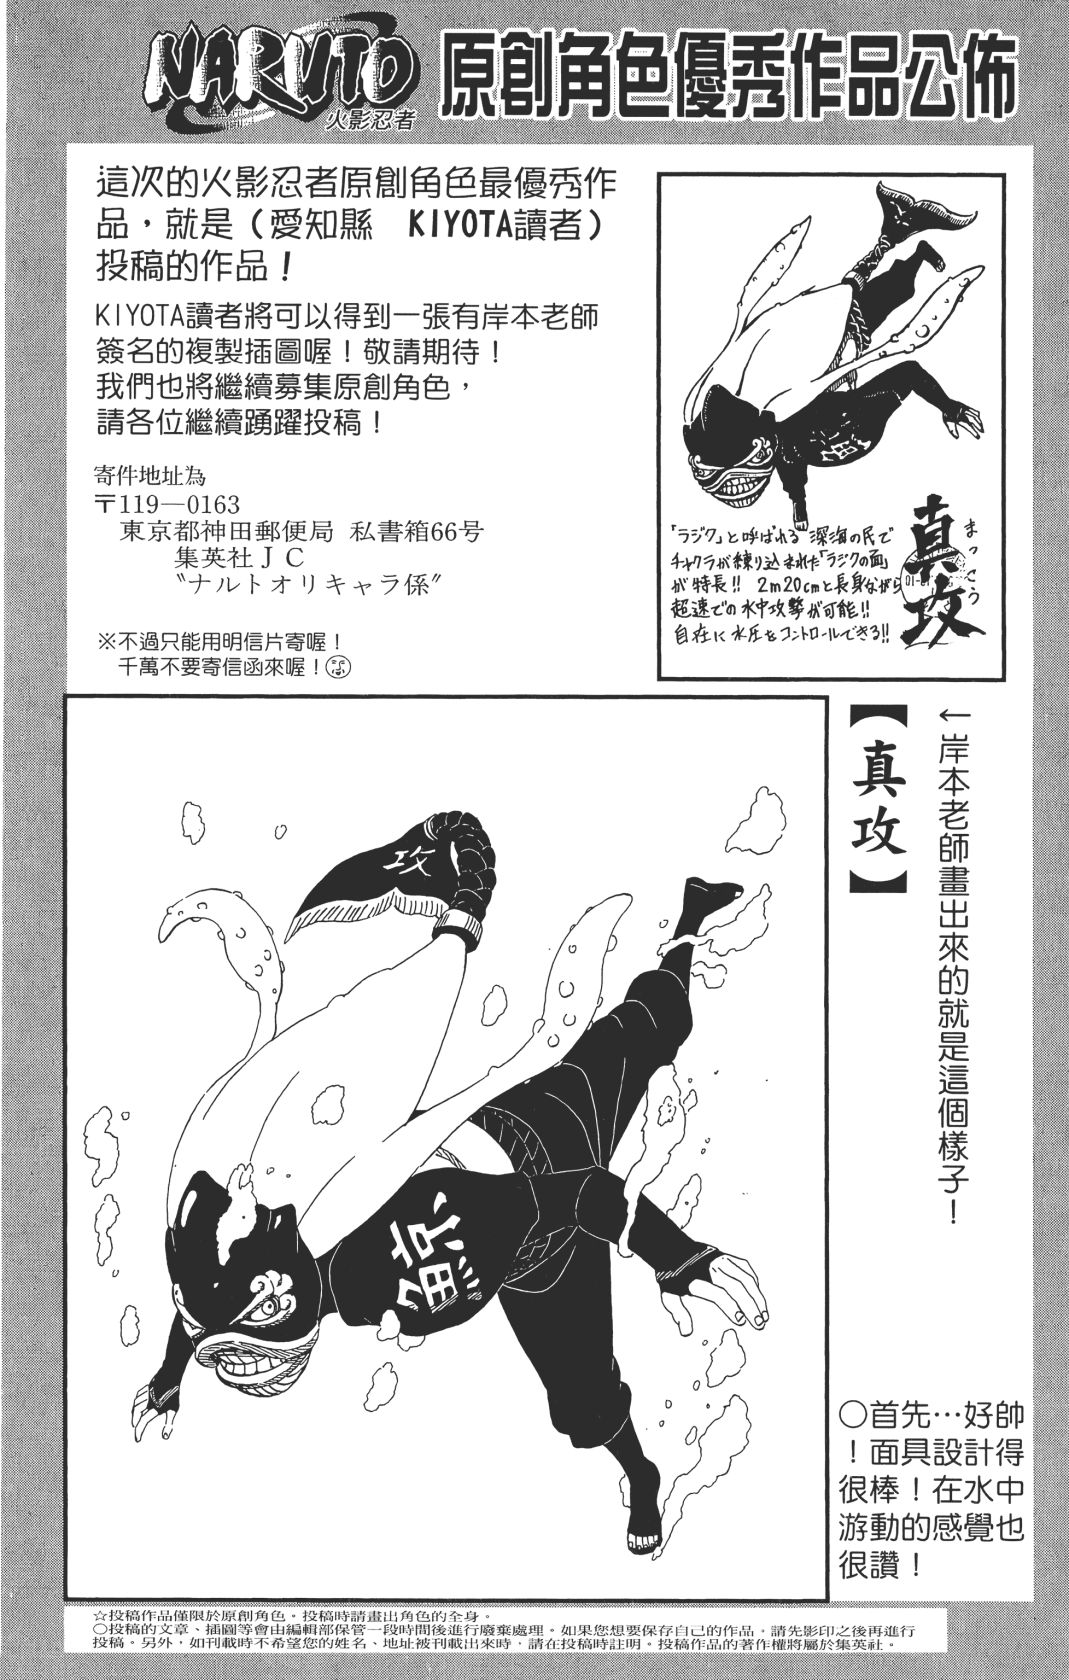 NARUTO
火影忍者
原創角色優秀作品公佈
這次的火影忍者原創角色最優秀作
品，就是（愛知縣　KIYOTA讀者）
投稿的作品！
KIYOTA讀者將可以得到一張有岸本老師
簽名的複製插圖喔！敬請期待！
我們也將繼續募集原創角色，
請各位繼續踴躍投稿！
寄件地址為
〒119—0163
東京都神田郵便局 私書箱66号
集英社ＪＣ
〝ナルトオリキャラ係〞
※不過只能用明信片寄喔！
千萬不要寄信函來喔！
「ラジク」と呼ばれる 深海の民で
チャクラが練り込まれた「ラジクの面」
が特長!! 2m20cmと長身ながら
超速での水中攻撃が可能!!
自在に水圧をコントロールできる!!
真攻
まっこう
←岸本老師畫出來的就是這個樣子！
【真攻】
攻
〇首先…好帥
！面具設計得
很棒！在水中
游動的感覺也
很讚！
☆投稿作品僅限於原創角色。投稿時請畫出角色的全身。
〇投稿的文章、插圖等會由編輯部保管一段時間後進行廢棄處理。如果您想要保存自己的作品，請先影印之後再進行
投稿。另外，如刊載時不希望您的姓名、地址被刊載出來時，請在投稿時註明。投稿作品的著作權將屬於集英社。